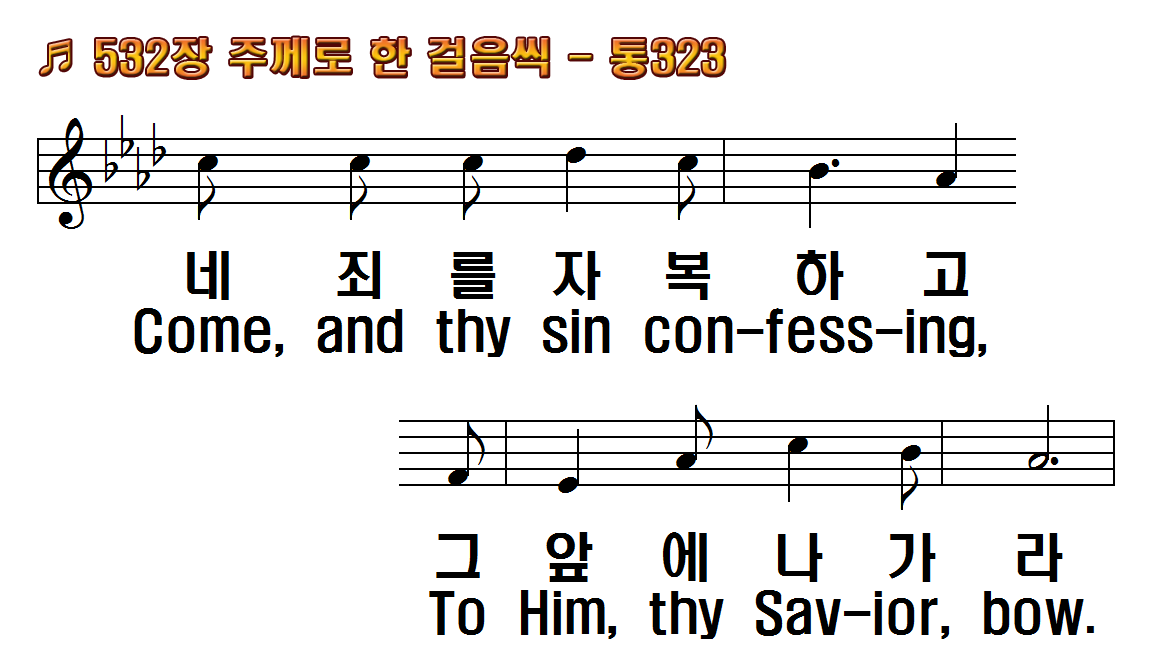 ♬ 532장 주께로 한 걸음씩 - 통323
네 죄 를 자 복 하 고
Come, and thy sin con-fess-ing,
그 앞 에 나 가 라
To Him, thy Sav-ior, bow.